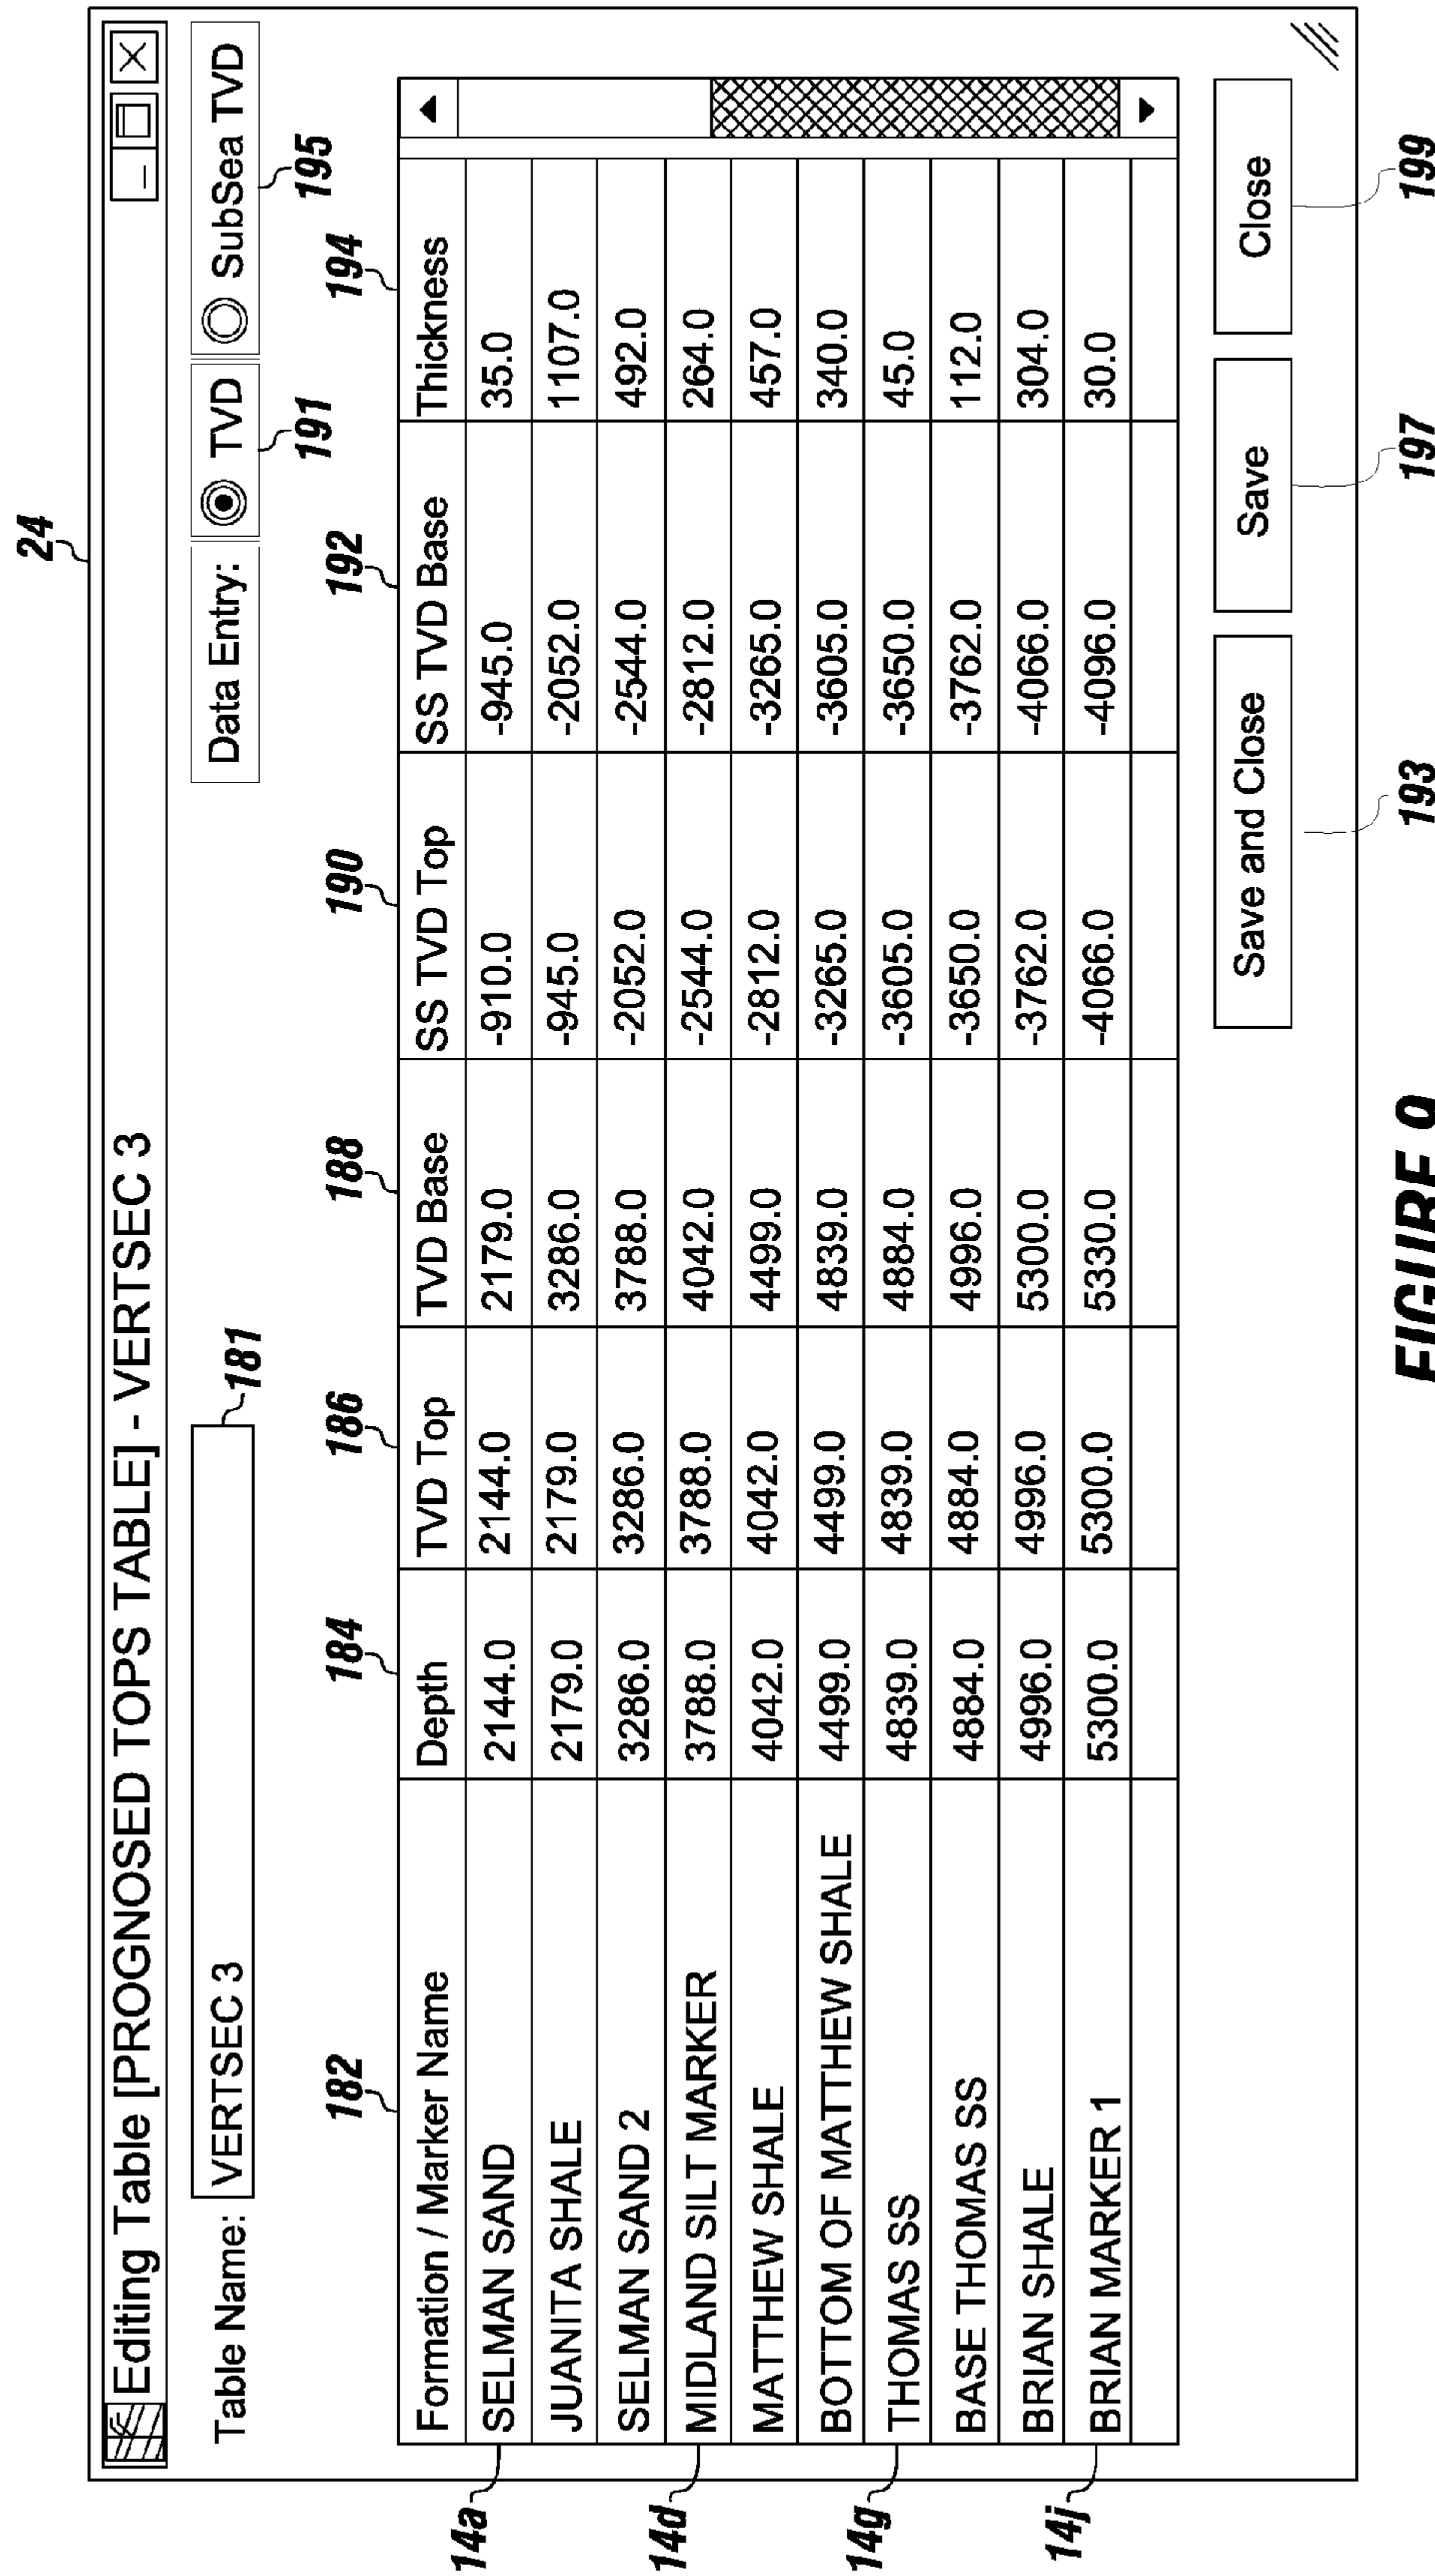 24
Editing Table [PROGNOSED TOPS TABLE] - VERTSEC 3
Table Name: VERTSEC 3 181 Data Entry: TVD SubSea TVD
191 195
182 184 186 188 190 192 194
Formation / Marker Name Depth TVD Top TVD Base SS TVD Top SS TVD Base Thickness
14a SELMAN SAND 2144.0 2144.0 2179.0 -910.0 -945.0 35.0
JUANITA SHALE 2179.0 2179.0 3286.0 -945.0 -2052.0 1107.0
SELMAN SAND 2 3286.0 3286.0 3788.0 -2052.0 -2544.0 492.0
14d MIDLAND SILT MARKER 3788.0 3788.0 4042.0 -2544.0 -2812.0 264.0
MATTHEW SHALE 4042.0 4042.0 4499.0 -2812.0 -3265.0 457.0
BOTTOM OF MATTHEW SHALE 4499.0 4499.0 4839.0 -3265.0 -3605.0 340.0
14g THOMAS SS 4839.0 4839.0 4884.0 -3605.0 -3650.0 45.0
BASE THOMAS SS 4884.0 4884.0 4996.0 -3650.0 -3762.0 112.0
BRIAN SHALE 4996.0 4996.0 5300.0 -3762.0 -4066.0 304.0
14j BRIAN MARKER 1 5300.0 5300.0 5330.0 -4066.0 -4096.0 30.0
Save and Close Save Close
193 197 199
FIGURE 9